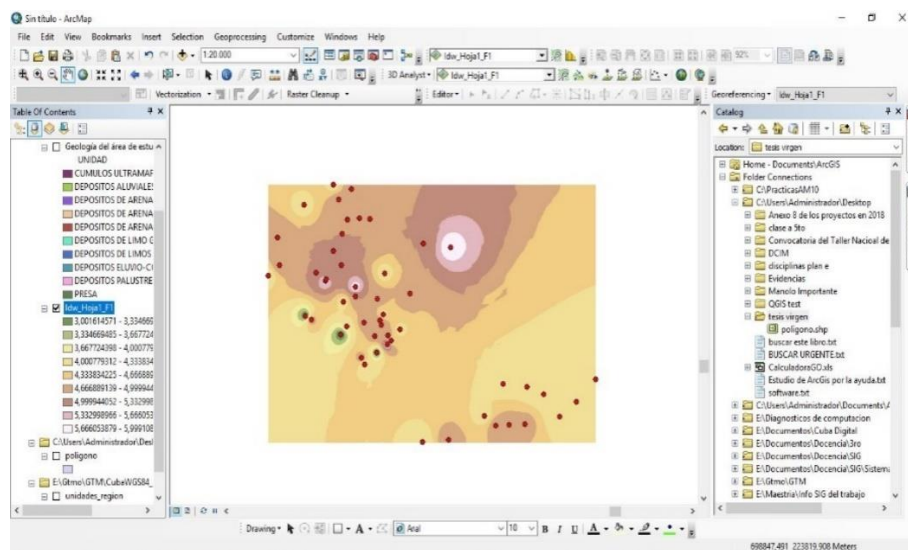 Sin título - ArcMap
File Edit View Bookmarks Insert Selection Geoprocessing Customize Windows Help
1:20.000
Idw_Hoja1_F1
92%
3D Analyst
Idw_Hoja1_F1
Vectorization
Raster Cleanup
Editor
Georeferencing
Idw_Hoja1_F1
Table Of Contents
Geología del área de estu
UNIDAD
CUMULOS ULTRAMAF
DEPOSITOS ALUVIALES
DEPOSITOS DE ARENA
DEPOSITOS DE ARENA
DEPOSITOS DE ARENA
DEPOSITOS DE LIMO G
DEPOSITOS DE LIMOS
DEPOSITOS ELUVIO-CO
DEPOSITOS PALUSTRE
PRESA
Idw_Hoja1_F1
3,001614571 - 3,334669
3,334669485 - 3,667724
3,667724398 - 4,000779
4,000779312 - 4,333834
4,333834225 - 4,666889
4,666889139 - 4,999944
4,999944052 - 5,332998
5,332998966 - 5,666053
5,666053879 - 5,999108
C:\Users\Administrador\Desl
poligono
E:\Gtmo\GTM\CubaWGS84_
unidades_region
Catalog
Location:
tesis virgen
Home - Documents\ArcGIS
Folder Connections
C:\PracticasAM10
C:\Users\Administrador\Desktop
Anexo 8 de los proyectos en 2018
clase a 5to
Convocatoria del Taller Nacioal de
DCIM
disciplinas plan e
Evidencias
Manolo Importante
QGIS test
tesis virgen
poligono.shp
buscar este libro.txt
BUSCAR URGENTE.txt
CalculadoraGD.xls
Estudio de ArcGis por la ayuda.txt
software.txt
C:\Users\Administrador\Documents\A
E:\Diagnosticos de computacion
E:\Documentos\Cuba Digital
E:\Documentos\Docencia\3ro
E:\Documentos\Docencia\SIG
E:\Documentos\Docencia\SIG\Sistem
E:\Gtmo\GTM
E:\Maestria\Info SIG del trabajo
Drawing
A
Arial
10
B I U A
698847,491 223819,908 Meters